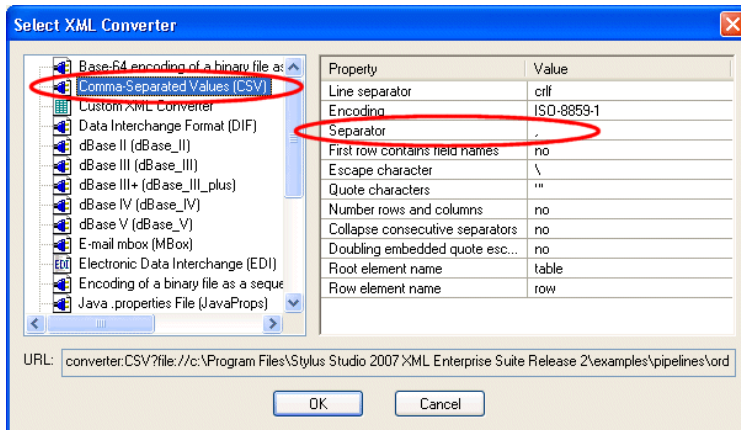 Select XML Converter
Base-64 encoding of a binary file as
Comma-Separated Values (CSV)
Custom XML Converter
Data Interchange Format (DIF)
dBase II (dBase_II)
dBase III (dBase_III)
dBase III+ (dBase_III_plus)
dBase IV (dBase_IV)
dBase V (dBase_V)
E-mail mbox (MBox)
EDI Electronic Data Interchange (EDI)
Encoding of a binary file as a seque
Java .properties File (JavaProps)
Property Value
Line separator crlf
Encoding ISO-8859-1
Separator ,
First row contains field names no
Escape character \
Quote characters '"
Number rows and columns no
Collapse consecutive separators no
Doubling embedded quote esc... no
Root element name table
Row element name row
URL: converter:CSV?file://c:\Program Files\Stylus Studio 2007 XML Enterprise Suite Release 2\examples\pipelines\ord
OK Cancel